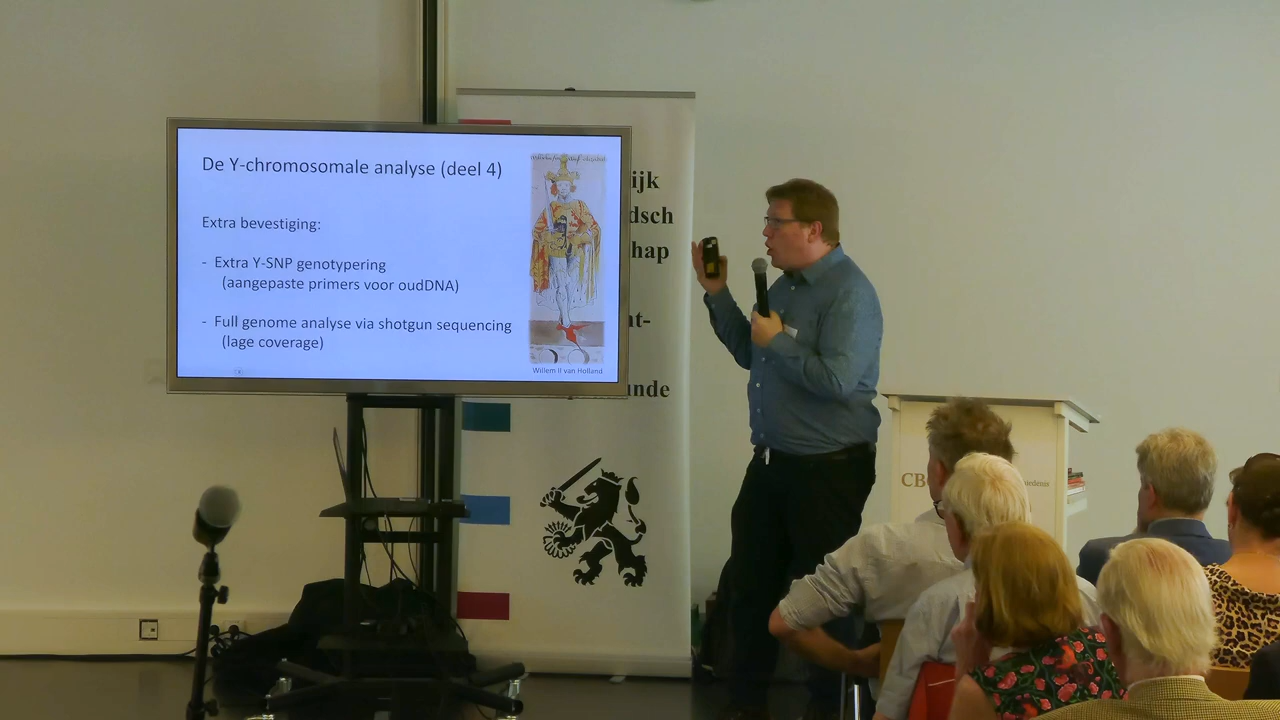 De Y-chromosomale analyse (deel 4)
Extra bevestiging:
- Extra Y-SNP genotypering
(aangepaste primers voor oudDNA)
- Full genome analyse via shotgun sequencing
(lage coverage)
Willem II van Holland
ijk
dsch
hap
nt-
unde
CB